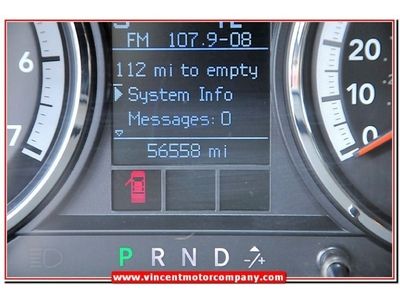 FM 107.9-08
112 mi to empty
System Info
Messages: 0
56558 mi
7
6
20
10
0
P R N D -/+
www.vincentmotorcompany.com